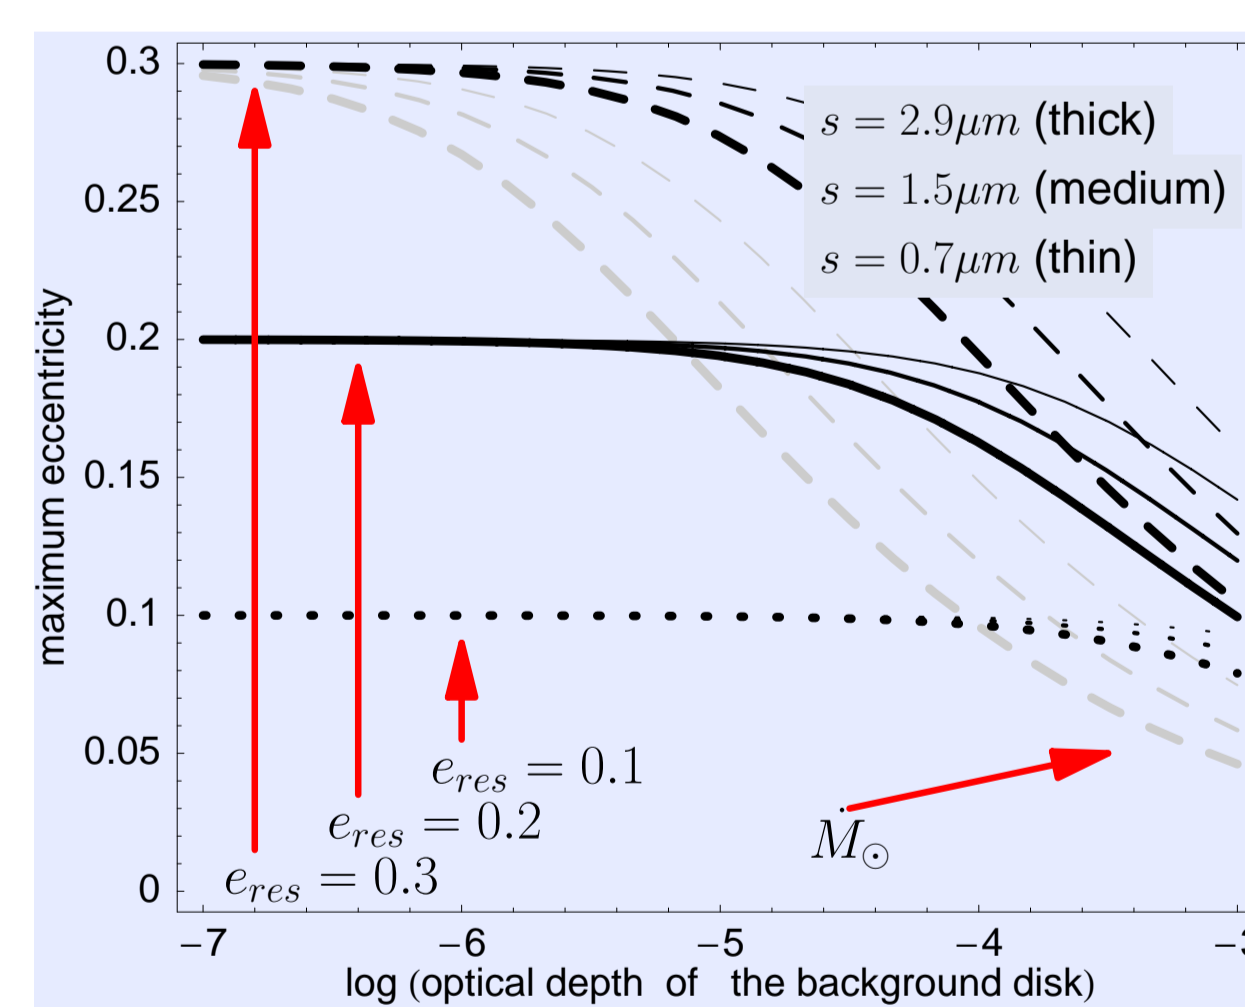 0.3
0.25
0.2
0.15
0.1
0.05
0
maximum eccentricity
s = 2.9μm (thick)
s = 1.5μm (medium)
s = 0.7μm (thin)
e_res = 0.1
e_res = 0.2
e_res = 0.3
Ṁ⊙
−7 −6 −5 −4 −3
log (optical depth of the background disk)